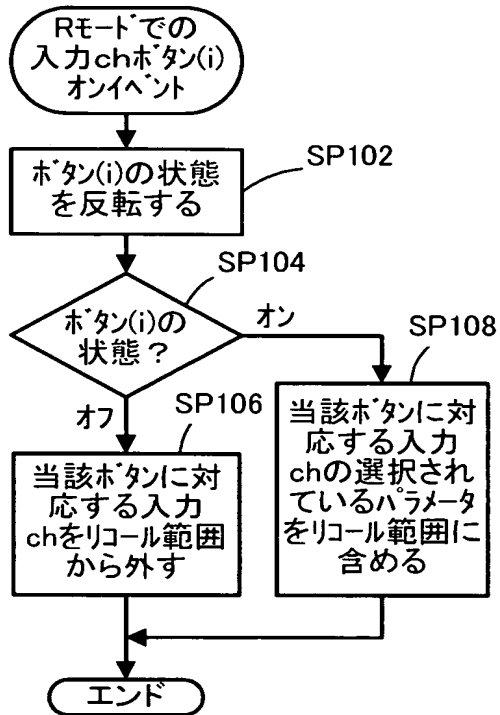 Rモードでの
入力chボタン(i)
オンイベント
SP102
ボタン(i)の状態
を反転する
SP104
ボタン(i)の
状態？
オン
SP108
オフ
SP106
当該ボタンに対
応する入力
chをリコール範囲
から外す
当該ボタンに対
応する入力
chの選択され
ているパラメータ
をリコール範囲に
含める
エンド